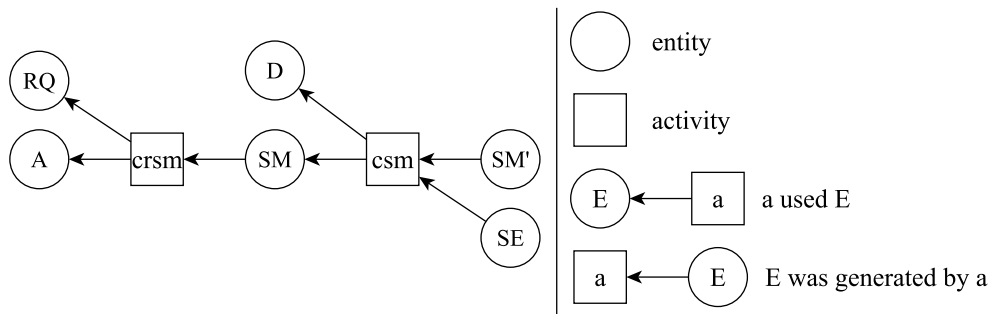 RQ
A
crsm
D
SM
csm
SM'
SE
entity
activity
E
a
a used E
a
E
E was generated by a